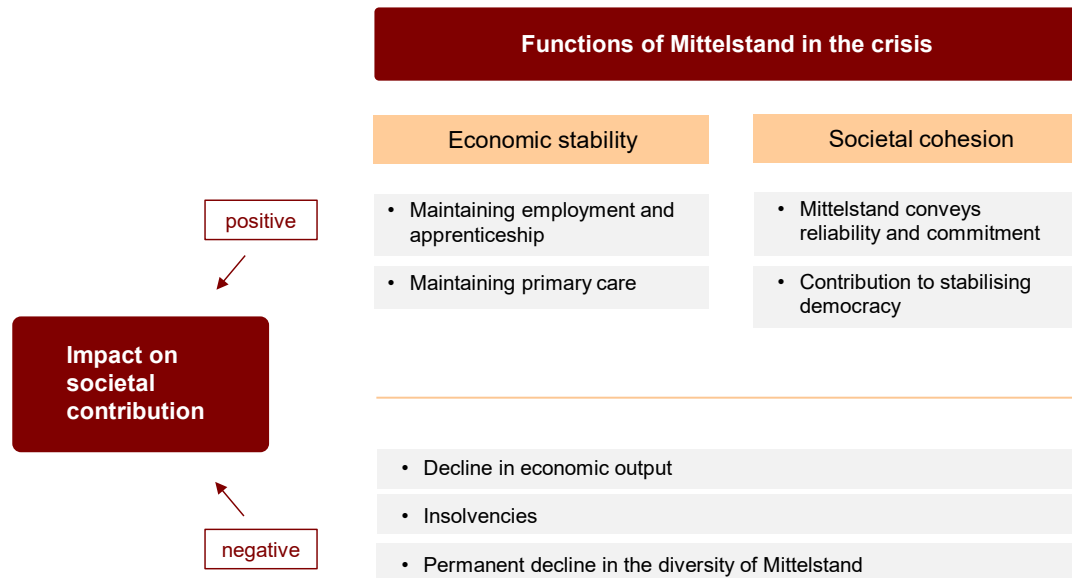 Functions of Mittelstand in the crisis
Economic stability
Societal cohesion
positive
• Maintaining employment and
apprenticeship
• Maintaining primary care
• Mittelstand conveys
reliability and commitment
• Contribution to stabilising
democracy
Impact on
societal
contribution
negative
• Decline in economic output
• Insolvencies
• Permanent decline in the diversity of Mittelstand